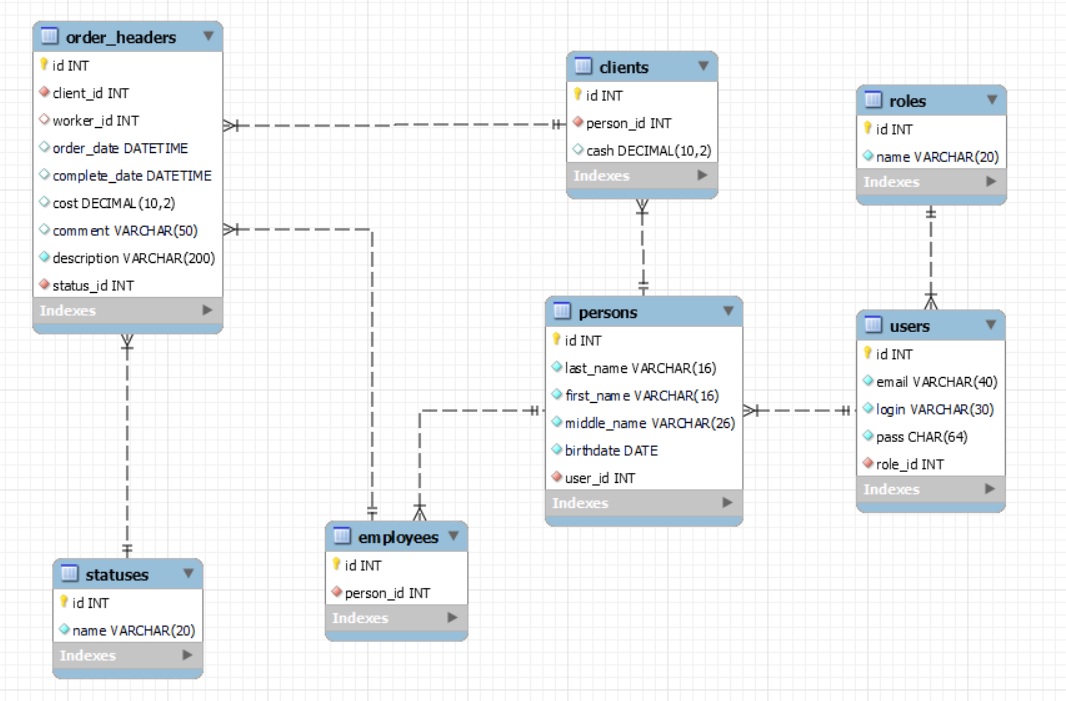 order_headers
id INT
client_id INT
worker_id INT
order_date DATETIME
complete_date DATETIME
cost DECIMAL(10,2)
comment VARCHAR(50)
description VARCHAR(200)
status_id INT
Indexes
clients
id INT
person_id INT
cash DECIMAL(10,2)
Indexes
roles
id INT
name VARCHAR(20)
Indexes
persons
id INT
last_name VARCHAR(16)
first_name VARCHAR(16)
middle_name VARCHAR(26)
birthdate DATE
user_id INT
Indexes
users
id INT
email VARCHAR(40)
login VARCHAR(30)
pass CHAR(64)
role_id INT
Indexes
statuses
id INT
name VARCHAR(20)
Indexes
employees
id INT
person_id INT
Indexes